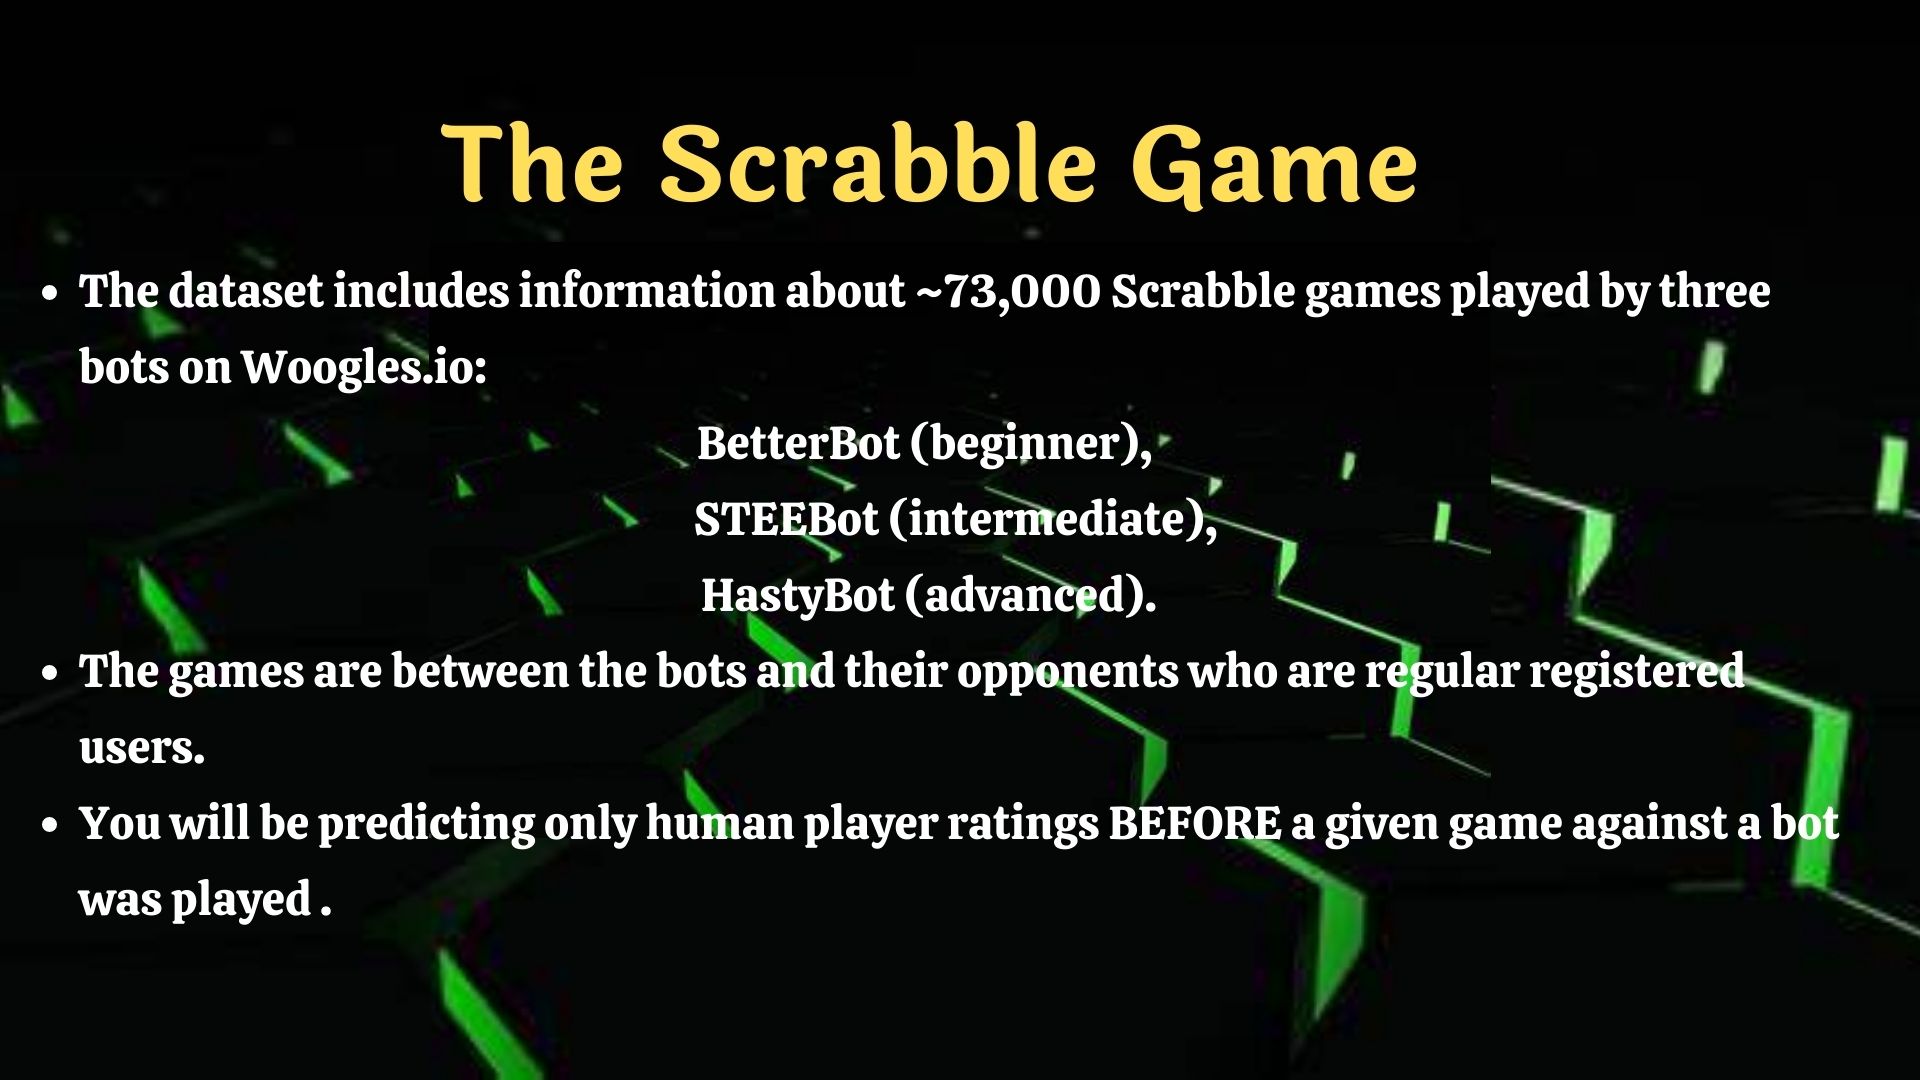 The Scrabble Game
• The dataset includes information about ~73,000 Scrabble games played by three
bots on Woogles.io:
BetterBot (beginner),
STEEBot (intermediate),
HastyBot (advanced).
• The games are between the bots and their opponents who are regular registered
users.
• You will be predicting only human player ratings BEFORE a given game against a bot
was played .